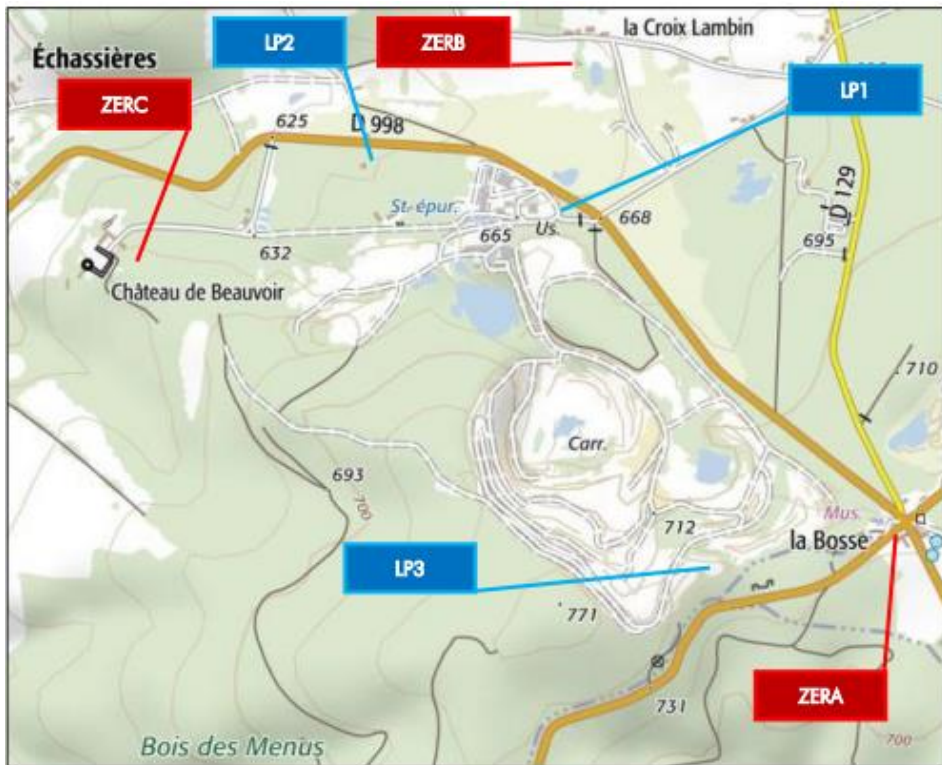 la Croix Lambin
LP2
ZERB
Échassières
ZERC
LP1
625
D 998
D 129
St-épur.
Us.
668
665
632
695
Château de Beauvoir
710
Carr.
693
700
712
Mus.
la Bosse
LP3
771
ZERA
731
700
Bois des Menus